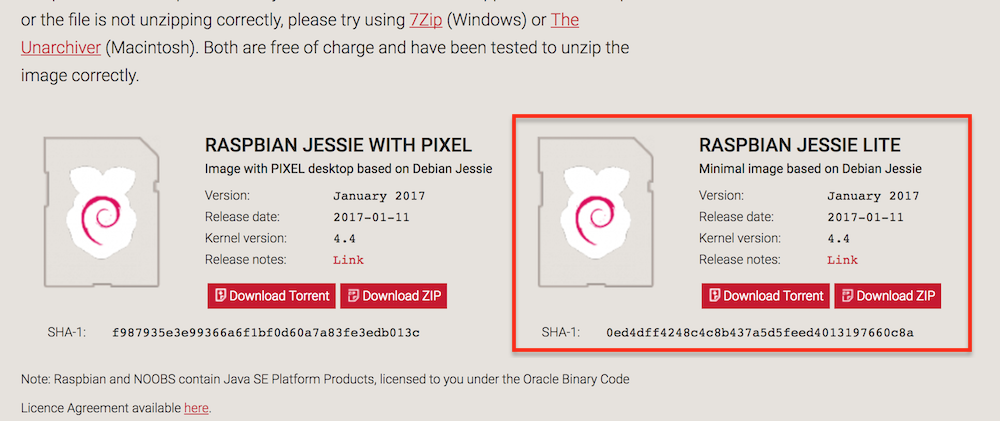 or the file is not unzipping correctly, please try using 7Zip (Windows) or The
Unarchiver (Macintosh). Both are free of charge and have been tested to unzip the
image correctly.
RASPBIAN JESSIE WITH PIXEL
Image with PIXEL desktop based on Debian Jessie
Version: January 2017
Release date: 2017-01-11
Kernel version: 4.4
Release notes: Link
Download Torrent Download ZIP
SHA-1: f987935e3e99366a6f1bf0d60a7a83fe3edb013c
RASPBIAN JESSIE LITE
Minimal image based on Debian Jessie
Version: January 2017
Release date: 2017-01-11
Kernel version: 4.4
Release notes: Link
Download Torrent Download ZIP
SHA-1: 0ed4dff4248c4c8b437a5d5feed4013197660c8a
Note: Raspbian and NOOBS contain Java SE Platform Products, licensed to you under the Oracle Binary Code
Licence Agreement available here.